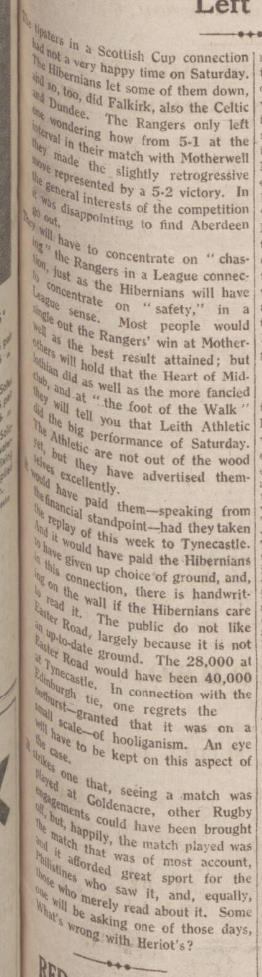 Left
The tipsters in a Scottish Cup connection
had not a very happy time on Saturday.
The Hibernians let some of them down,
and so, too, did Falkirk, also the Celtic
and Dundee. The Rangers only left
one wondering how from 5-1 at the
interval in their match with Motherwell
they made the slightly retrogressive
move represented by a 5-2 victory. In
the general interests of the competition
it was disappointing to find Aberdeen
go out.
They will have to concentrate on "chas-
ing" the Rangers in a League connec-
tion, just as the Hibernians will have
to concentrate on "safety," in a
League sense. Most people would
single out the Rangers' win at Mother-
well as the best result attained; but
others will hold that the Heart of Mid-
lothian did as well as the more fancied
club, and at "the foot of the Walk"
they will tell you that Leith Athletic
did the big performance of Saturday.
The Athletic are not out of the wood
yet, but they have advertised them-
selves excellently.
It would have paid them—speaking from
the financial standpoint—had they taken
the replay of this week to Tynecastle.
And it would have paid the Hibernians
to have given up choice of ground, and,
in this connection, there is handwrit-
ing on the wall if the Hibernians care
to read it. The public do not like
Easter Road, largely because it is not
an up-to-date ground. The 28,000 at
Easter Road would have been 40,000
at Tynecastle. In connection with the
Edinburgh tie, one regrets the
outburst—granted that it was on a
small scale—of hooliganism. An eye
will have to be kept on this aspect of
the case.
It strikes one that, seeing a match was
played at Goldenacre, other Rugby
engagements could have been brought
off, but, happily, the match played was
the match that was of most account,
and it afforded great sport for the
Philistines who saw it, and, equally,
those who merely read about it. Some
one will be asking one of those days,
What's wrong with Heriot's?